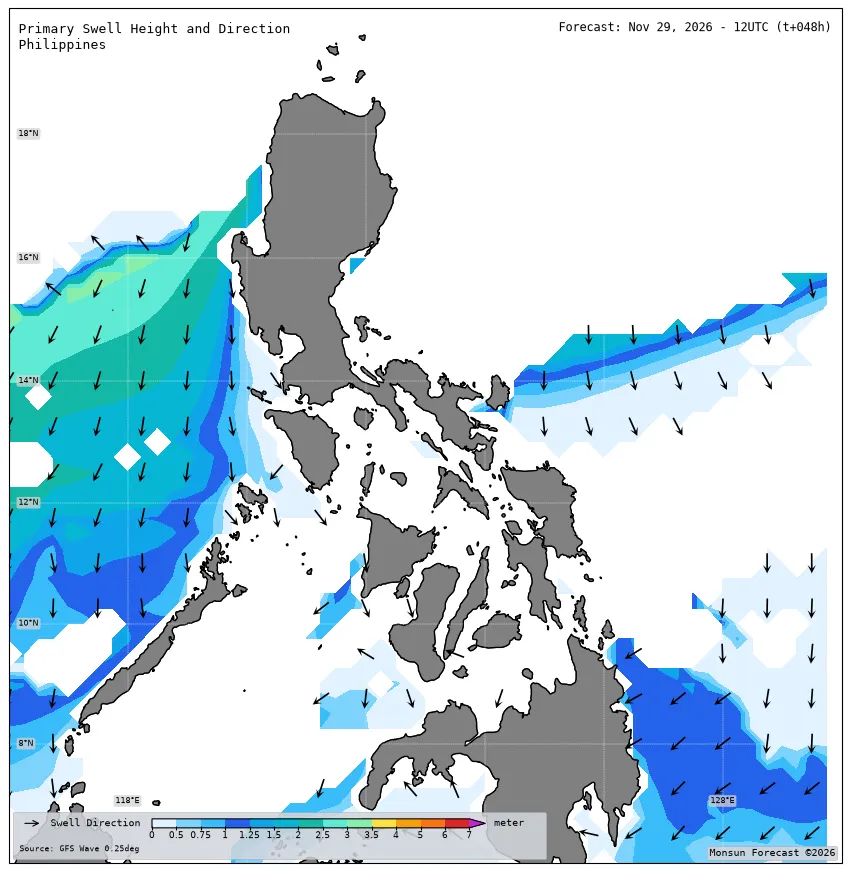 Primary Swell Height and Direction
Philippines
Forecast: Nov 29, 2026 - 12UTC (t+048h)
18°N
16°N
14°N
12°N
10°N
8°N
118°E
128°E
Swell Direction
0 0.5 0.75 1 1.25 1.5 2 2.5 3 3.5 4 5 6 7
meter
Source: GFS Wave 0.25deg
Monsun Forecast ©2026